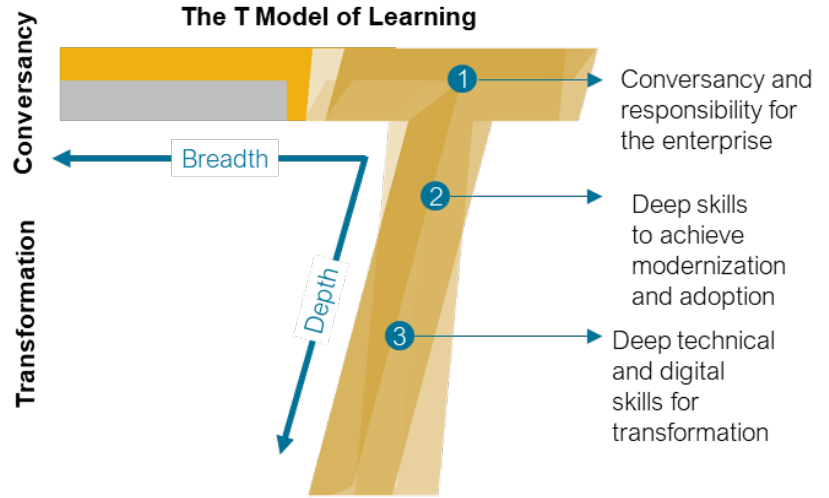 The T Model of Learning
Conversancy
1
Conversancy and
responsibility for
the enterprise
Breadth
2
Deep skills
to achieve
modernization
and adoption
Transformation
Depth
3
Deep technical
and digital
skills for
transformation